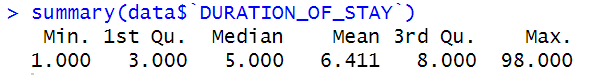 > summary(data$`DURATION_OF_STAY`)
Min. 1st Qu. Median Mean 3rd Qu. Max.
1.000 3.000 5.000 6.411 8.000 98.000